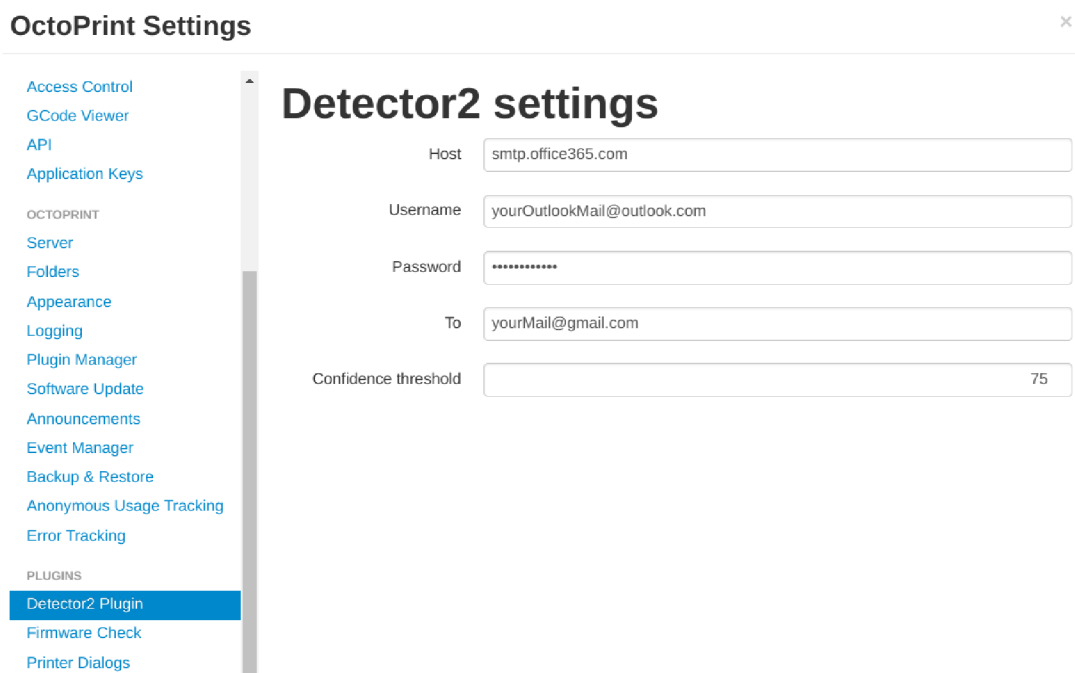 OctoPrint Settings
×
Access Control
GCode Viewer
API
Application Keys
OCTOPRINT
Server
Folders
Appearance
Logging
Plugin Manager
Software Update
Announcements
Event Manager
Backup & Restore
Anonymous Usage Tracking
Error Tracking
PLUGINS
Detector2 Plugin
Firmware Check
Printer Dialogs
Detector2 settings
Host smtp.office365.com
Username yourOutlookMail@outlook.com
Password ••••••••••••
To yourMail@gmail.com
Confidence threshold 75